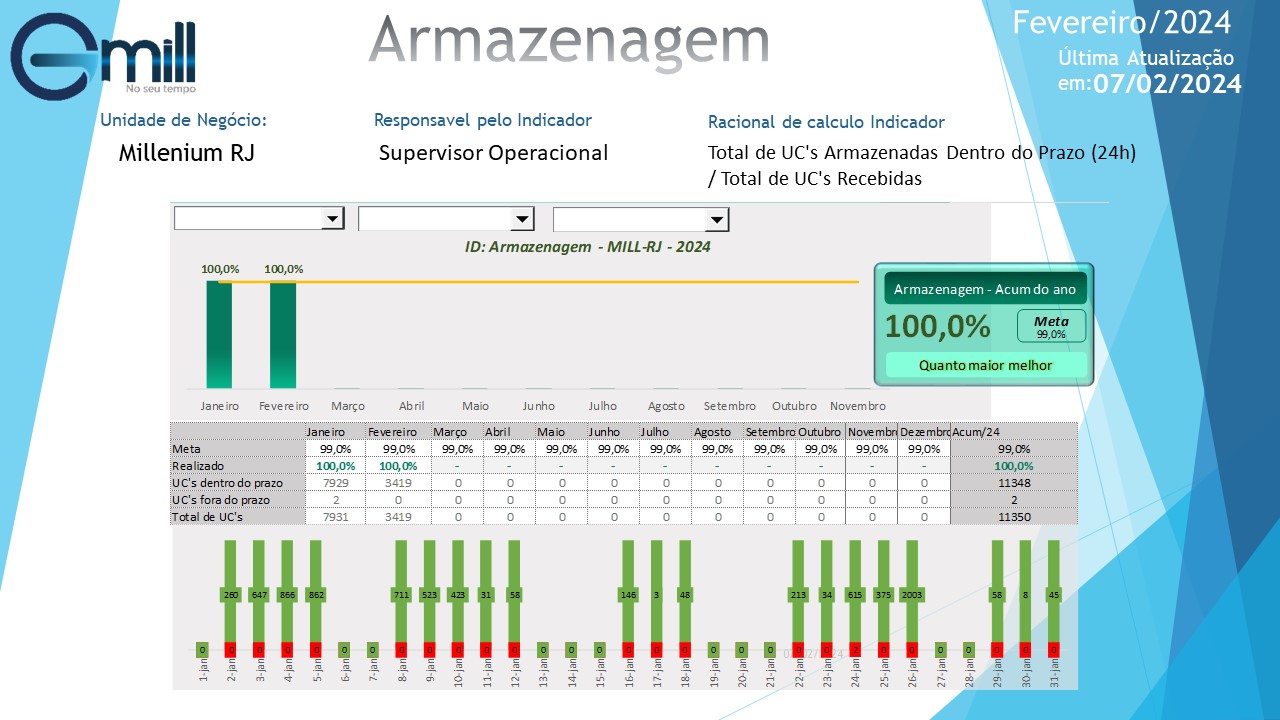 Gmill
No seu tempo
Armazenagem
Fevereiro/2024
Última Atualização
em:07/02/2024
Unidade de Negócio:
Millenium RJ
Responsavel pelo Indicador
Supervisor Operacional
Racional de calculo Indicador
Total de UC's Armazenadas Dentro do Prazo (24h)
/ Total de UC's Recebidas
ID: Armazenagem - MILL-RJ - 2024
100,0% 100,0%
Armazenagem - Acum do ano
100,0%
Meta
99,0%
Quanto maior melhor
Janeiro Fevereiro Março Abril Maio Junho Julho Agosto Setembro Outubro Novembro
Janeiro Fevereiro Março Abril Maio Junho Julho Agosto Setembro Outubro Novembro Dezembro Acum/24
Meta 99,0% 99,0% 99,0% 99,0% 99,0% 99,0% 99,0% 99,0% 99,0% 99,0% 99,0% 99,0% 99,0%
Realizado 100,0% 100,0% - - - - - - - - - - 100,0%
UC's dentro do prazo 7929 3419 0 0 0 0 0 0 0 0 0 0 11348
UC's fora do prazo 2 0 0 0 0 0 0 0 0 0 0 0 2
Total de UC's 7931 3419 0 0 0 0 0 0 0 0 0 0 11350
260 647 866 862 711 523 423 31 58 146 3 48 213 34 615 375 2003 58 8 45
0 0 0 0 0 0 0 0 0 0 0 0 0 0 0 0 0 0 0 0 0 0 0 2 0 0 0 0 0 0 0
1-jan 2-jan 3-jan 4-jan 5-jan 6-jan 7-jan 8-jan 9-jan 10-jan 11-jan 12-jan 13-jan 14-jan 15-jan 16-jan 17-jan 18-jan 19-jan 20-jan 21-jan 22-jan 23-jan 24-jan 25-jan 26-jan 27-jan 28-jan 29-jan 30-jan 31-jan